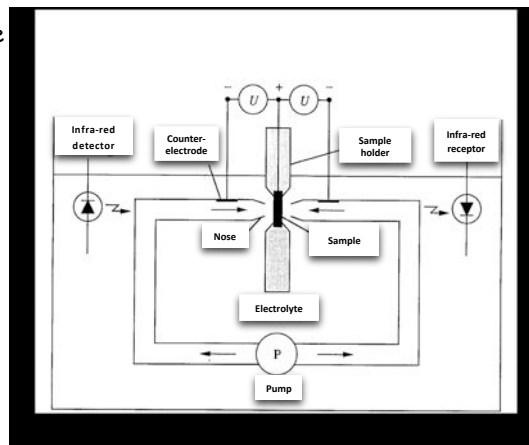 e
− U + U −
Infra-red
detector
Counter-
electrode
Sample
holder
Infra-red
receptor
Nose
Sample
Electrolyte
P
Pump